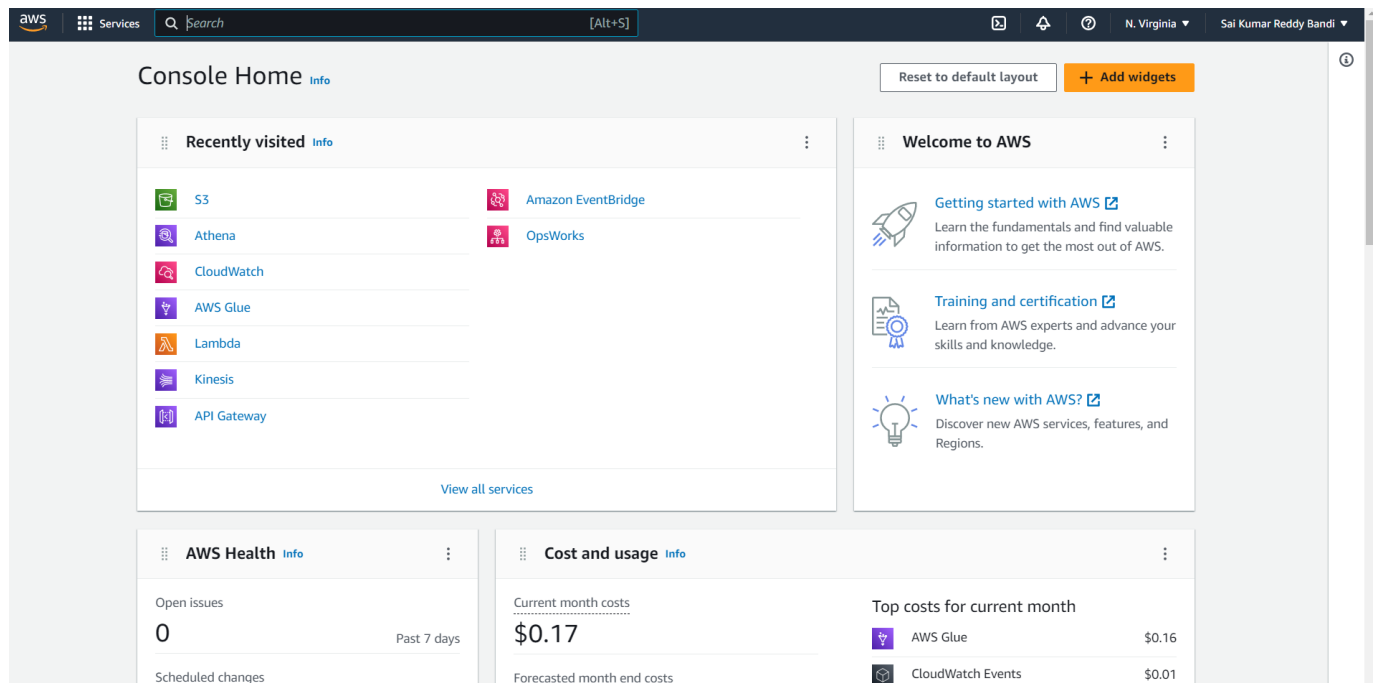 aws
Services
Search
[Alt+S]
N. Virginia
Sai Kumar Reddy Bandi
Console Home Info
Reset to default layout
+ Add widgets
Recently visited Info
S3
Athena
CloudWatch
AWS Glue
Lambda
Kinesis
API Gateway
Amazon EventBridge
OpsWorks
View all services
Welcome to AWS
Getting started with AWS
Learn the fundamentals and find valuable
information to get the most out of AWS.
Training and certification
Learn from AWS experts and advance your
skills and knowledge.
What's new with AWS?
Discover new AWS services, features, and
Regions.
AWS Health Info
Open issues
0
Past 7 days
Scheduled changes
Cost and usage Info
Current month costs
$0.17
Forecasted month end costs
Top costs for current month
AWS Glue $0.16
CloudWatch Events $0.01